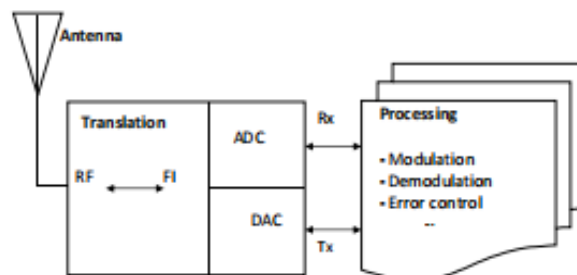 Antenna
Translation
RF
FI
ADC
DAC
Rx
Tx
Processing
- Modulation
- Demodulation
- Error control
--